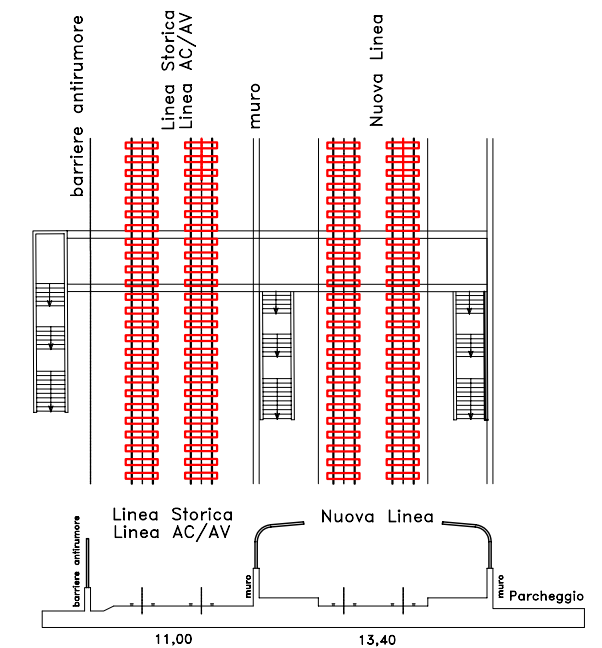 barriere antirumore
Linea Storica
Linea AC/AV
muro
Nuova Linea
Linea Storica
Linea AC/AV
Nuova Linea
barriere antirumore
muro
muro
Parcheggio
11,00
13,40